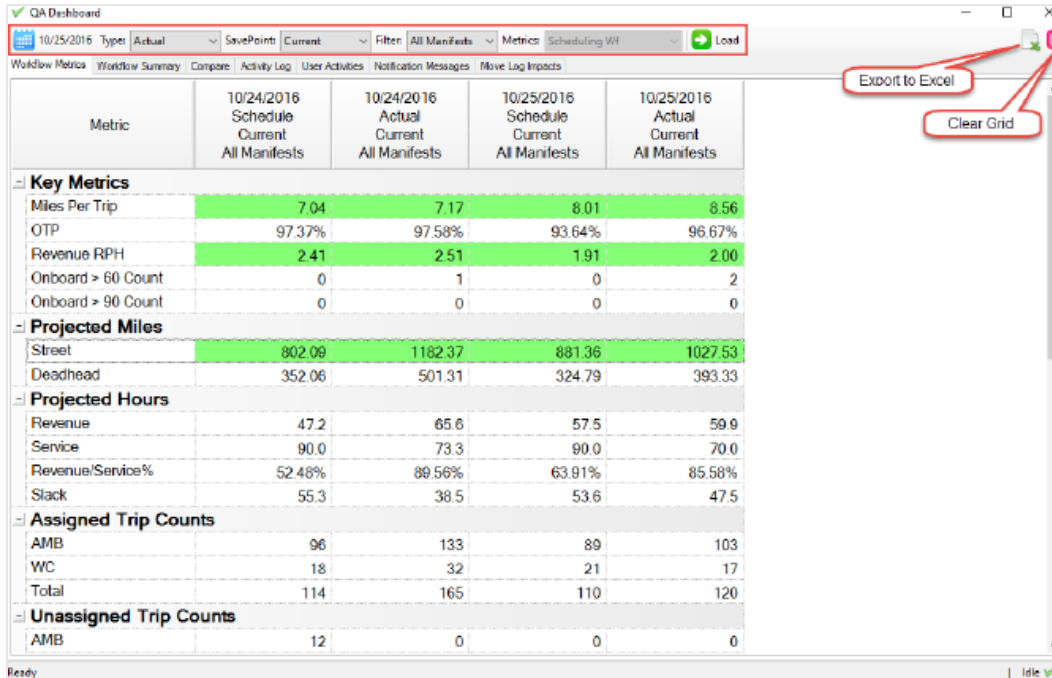 QA Dashboard
10/25/2016 Type: Actual SavePoint: Current Filter: All Manifests Metrics: Scheduling Wf Load
Workflow Metrics Workflow Summary Compare Activity Log User Activities Notification Messages Move Log Impacts
Export to Excel
Clear Grid
Metric
10/24/2016 Schedule Current All Manifests
10/24/2016 Actual Current All Manifests
10/25/2016 Schedule Current All Manifests
10/25/2016 Actual Current All Manifests
Key Metrics
Miles Per Trip 7.04 7.17 8.01 8.56
OTP 97.37% 97.58% 93.64% 96.67%
Revenue RPH 2.41 2.51 1.91 2.00
Onboard > 60 Count 0 1 0 2
Onboard > 90 Count 0 0 0 0
Projected Miles
Street 802.09 1182.37 881.36 1027.53
Deadhead 352.06 501.31 324.79 393.33
Projected Hours
Revenue 47.2 65.6 57.5 59.9
Service 90.0 73.3 90.0 70.0
Revenue/Service% 52.48% 89.56% 63.91% 85.58%
Slack 55.3 38.5 53.6 47.5
Assigned Trip Counts
AMB 96 133 89 103
WC 18 32 21 17
Total 114 165 110 120
Unassigned Trip Counts
AMB 12 0 0 0
Ready Idle